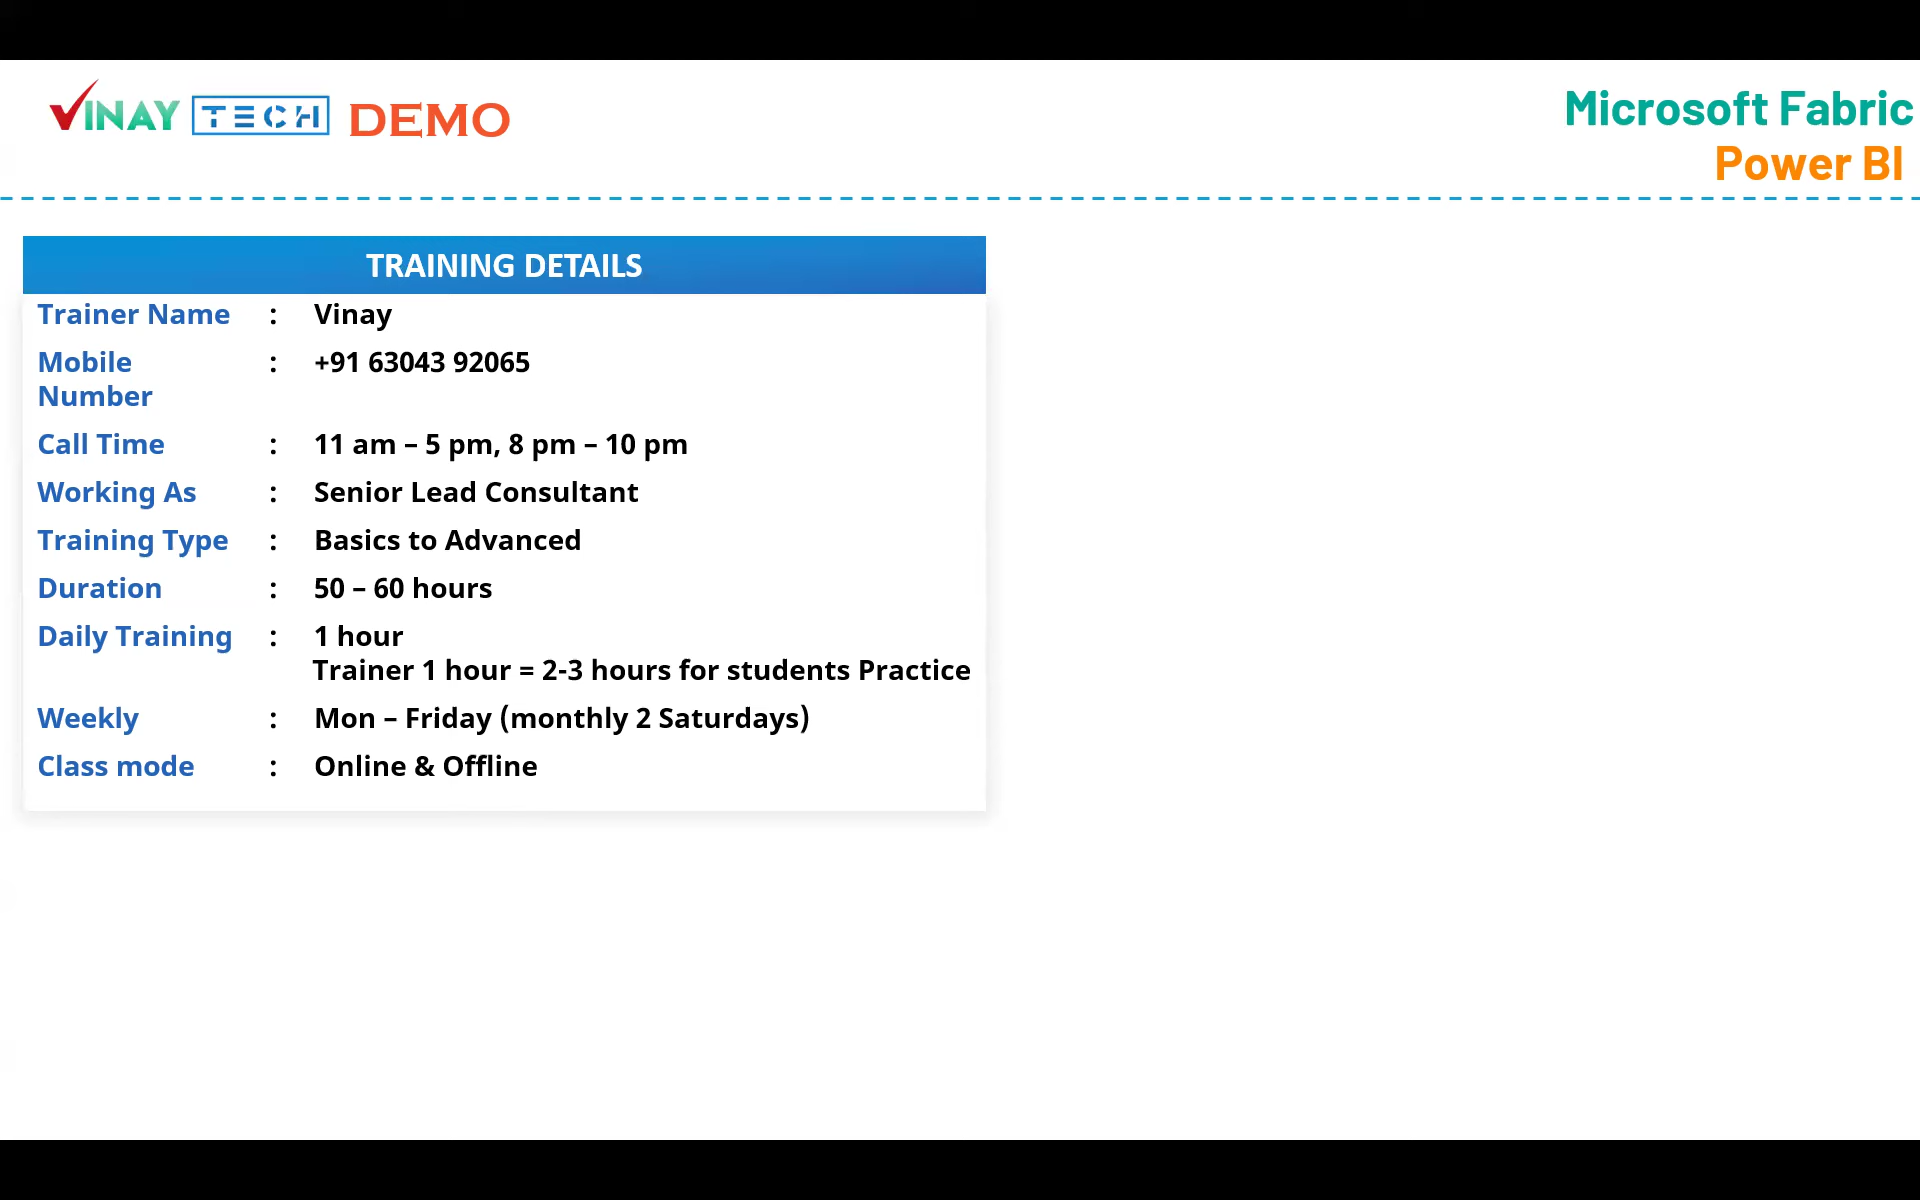 VINAY TECH DEMO
Microsoft Fabric
Power BI
TRAINING DETAILS
Trainer Name : Vinay
Mobile Number : +91 63043 92065
Call Time : 11 am – 5 pm, 8 pm – 10 pm
Working As : Senior Lead Consultant
Training Type : Basics to Advanced
Duration : 50 – 60 hours
Daily Training : 1 hour
Trainer 1 hour = 2-3 hours for students Practice
Weekly : Mon – Friday (monthly 2 Saturdays)
Class mode : Online & Offline